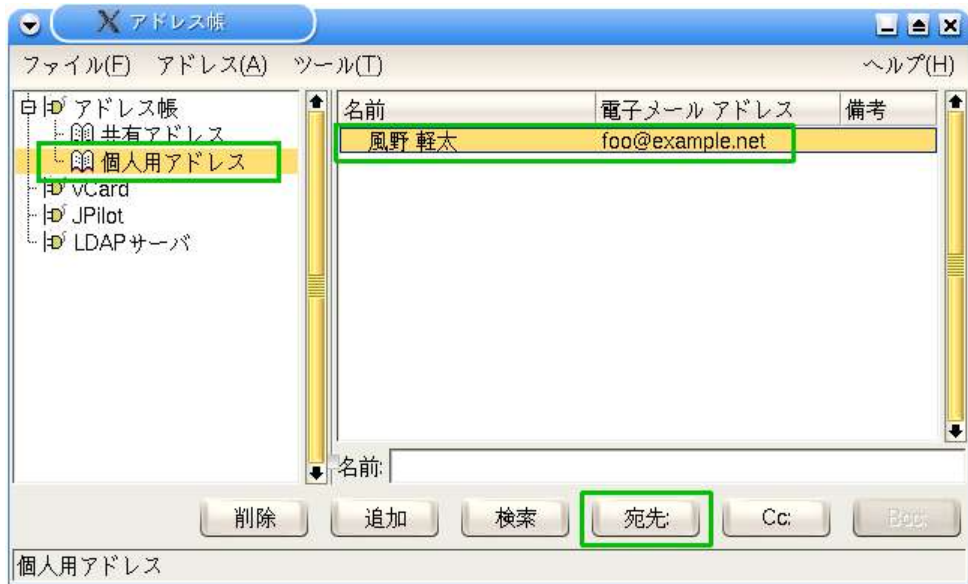 アドレス帳
ファイル(F) アドレス(A) ツール(T) ヘルプ(H)
アドレス帳
共有アドレス
個人用アドレス
vCard
JPilot
LDAPサーバ
名前 電子メール アドレス 備考
風野 軽太 foo@example.net
名前:
削除 追加 検索 宛先: Cc: Bcc:
個人用アドレス